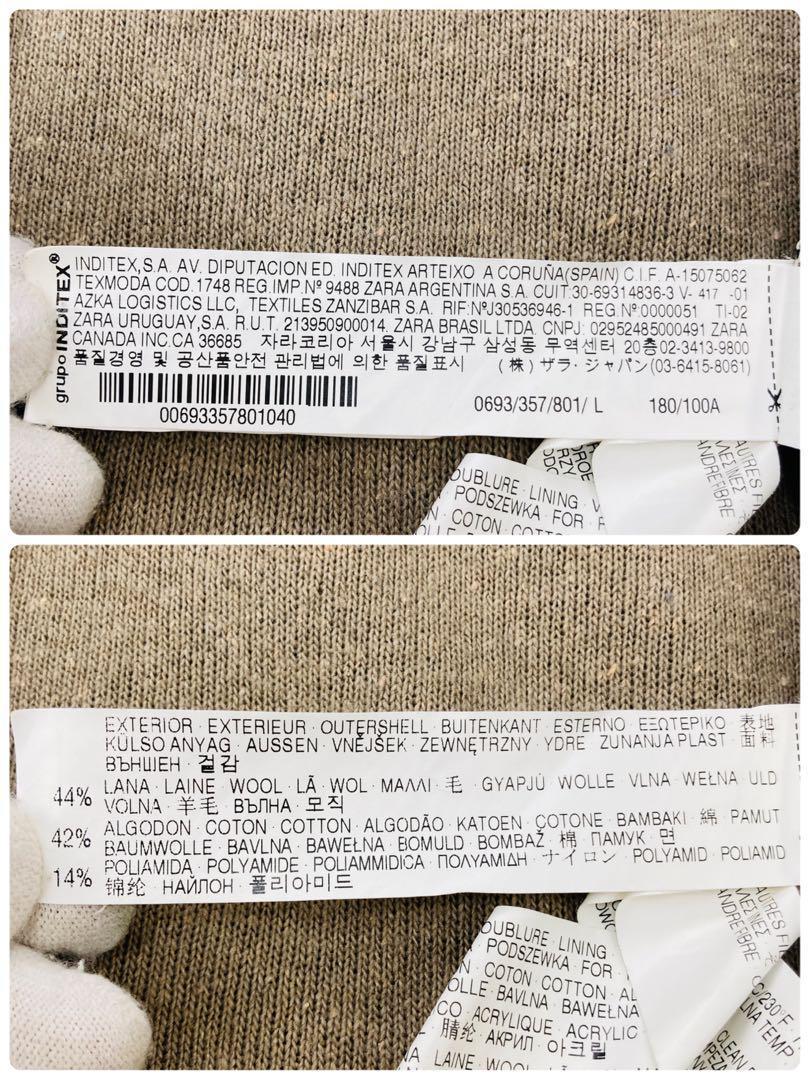 grupo INDITEX®
INDITEX,S.A. AV. DIPUTACION ED. INDITEX ARTEIXO A CORUÑA(SPAIN) C.I.F. A-15075062
TEXMODA COD.1748 REG.IMP.Nº 9488 ZARA ARGENTINA S.A. CUIT:30-69314836-3 V- 417 -01
AZKA LOGISTICS LLC, TEXTILES ZANZIBAR S.A. RIF:NºJ30536946-1 REG.Nº:0000051 TI-02
ZARA URUGUAY,S.A. R.U.T. 213950900014. ZARA BRASIL LTDA. CNPJ: 02952485000491 ZARA
CANADA INC.CA 36685 자라코리아 서울시 강남구 삼성동 무역센터 20층02-3413-9800
품질경영 및 공산품안전 관리법에 의한 품질표시 (株) ザラ・ジャパン(03-6415-8061)
00693357801040
0693/357/801/ L 180/100A
OUBLURE · LINING
PODSZEWKA · FOR
COTON · COTTON
EXTERIOR · EXTERIEUR · OUTERSHELL · BUITENKANT · ESTERNO · ΕΞΩΤΕΡΙΚΟ · 表地
KÜLSO ANYAG · AUSSEN · VNĚJŠEK · ZEWNĘTRZNY · YDRE · ZUNANJA PLAST · 面料
ВЪНШЕН · 겉감
44% LANA · LAINE · WOOL · LÃ · WOL · ΜΑΛΛΙ · 毛 · GYAPJÚ · WOLLE · VLNA · WEŁNA · ULD
VOLNA · 羊毛 · ВЪЛНА · 모직
42% ALGODON · COTON · COTTON · ALGODÃO · KATOEN · COTONE · ΒΑΜΒΑΚΙ · 綿 · PAMUT
BAUMWOLLE · BAVLNA · BAWEŁNA · BOMULD · BOMBAŽ · 棉 · ПАМУК · 면
14% POLIAMIDA · POLYAMIDE · POLIAMMIDICA · ΠΟΛΥΑΜΙΔΗ · ナイロン · POLYAMID · POLIAMID
锦纶 · НАЙЛОН · 폴리아미드
OUBLURE · LINING
PODSZEWKA · FOR
COTON · COTTON · AL
OLLE · BAVLNA · BAWEŁNA
CO · ACRYLIQUE · ACRYLIC
腈纶 · АКРИЛ · 아크릴
LAINE · WOOL